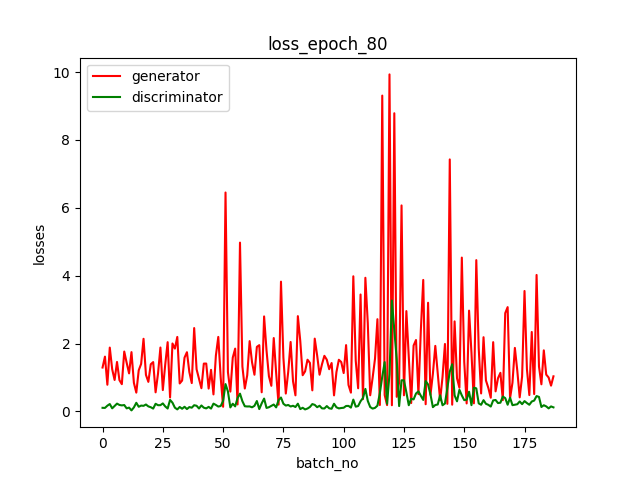 loss_epoch_80
generator
discriminator
10
8
6
4
2
0
losses
0 25 50 75 100 125 150 175
batch_no